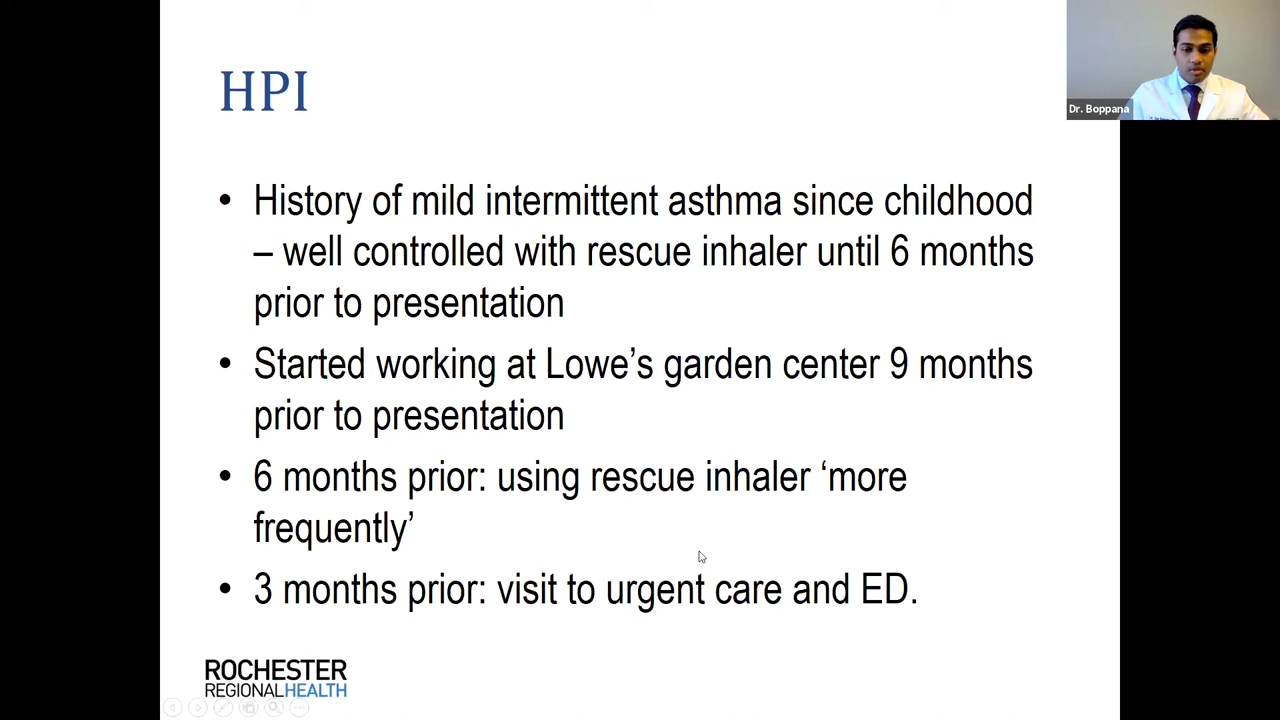 HPI
Dr. Boppana
• History of mild intermittent asthma since childhood
– well controlled with rescue inhaler until 6 months
prior to presentation
• Started working at Lowe’s garden center 9 months
prior to presentation
• 6 months prior: using rescue inhaler ‘more
frequently’
• 3 months prior: visit to urgent care and ED.
ROCHESTER
REGIONALHEALTH